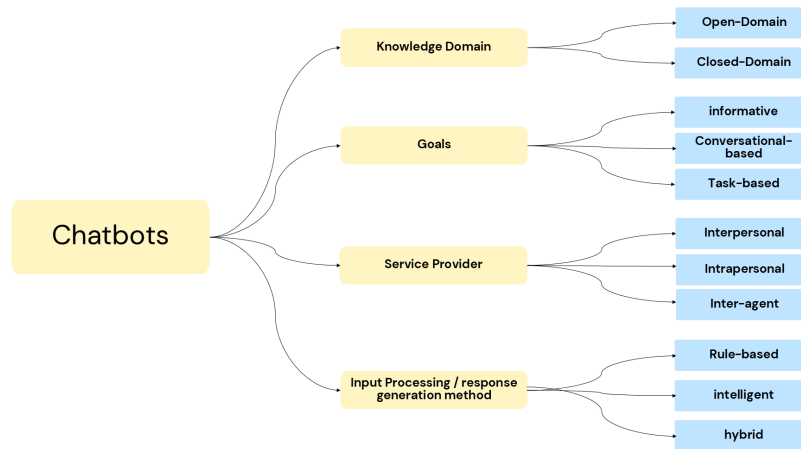 Chatbots
Knowledge Domain
Open-Domain
Closed-Domain
Goals
informative
Conversational-
based
Task-based
Service Provider
Interpersonal
Intrapersonal
Inter-agent
Input Processing / response
generation method
Rule-based
intelligent
hybrid